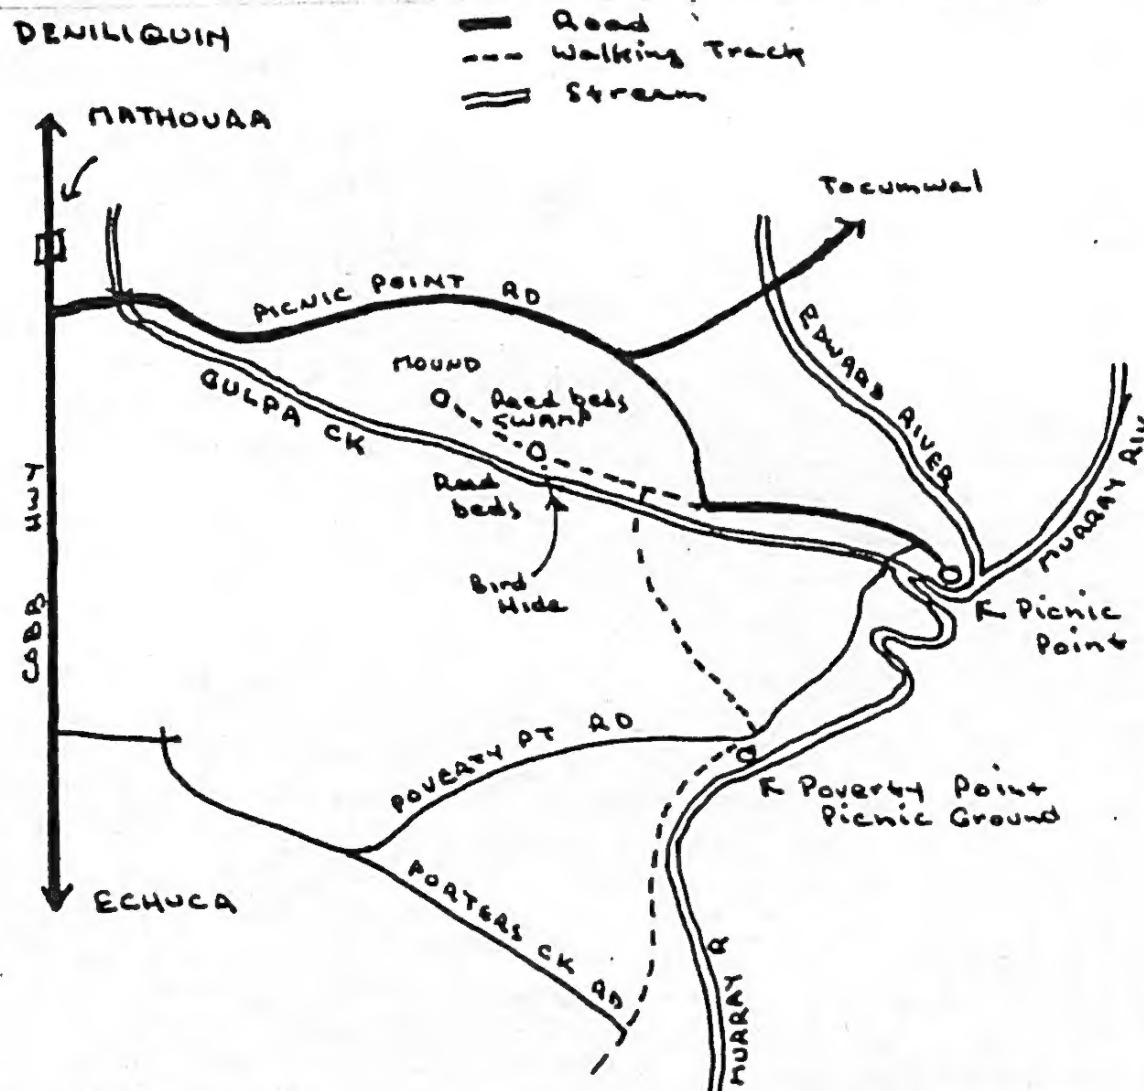 DENILIQUIN
Road
Walking Track
Stream
MATHOURA
Tocumwal
PICNIC POINT RD
EDWARD RIVER
MOUND
Reed beds
SWAMP
GULPA CK
Reed
beds
MURRAY RIV
COBB HWY
Bird
Hide
Picnic
Point
POVERTY PT RD
Poverty Point
Picnic Ground
ECHUCA
PORTERS CK RD
MURRAY R